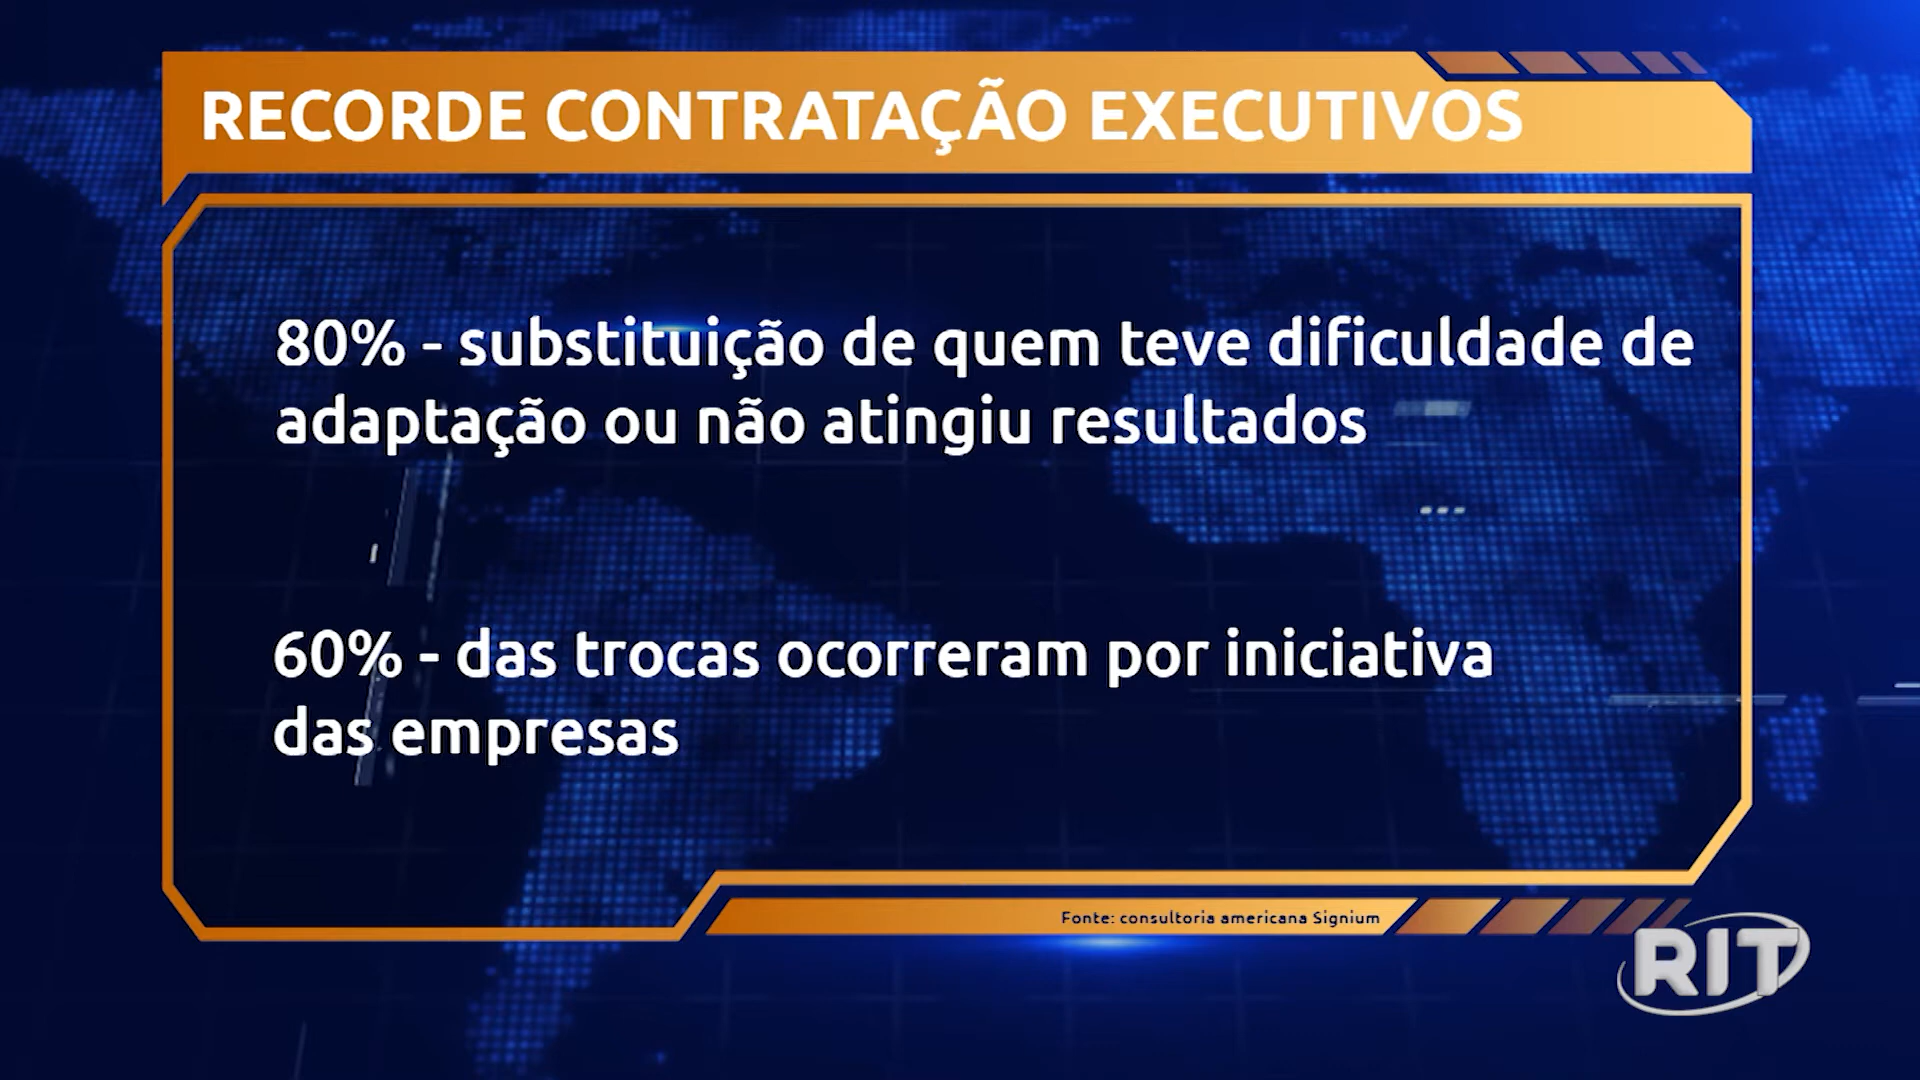 RECORDE CONTRATAÇÃO EXECUTIVOS
80% - substituição de quem teve dificuldade de
adaptação ou não atingiu resultados
60% - das trocas ocorreram por iniciativa
das empresas
Fonte: consultoria americana Signium
RIT